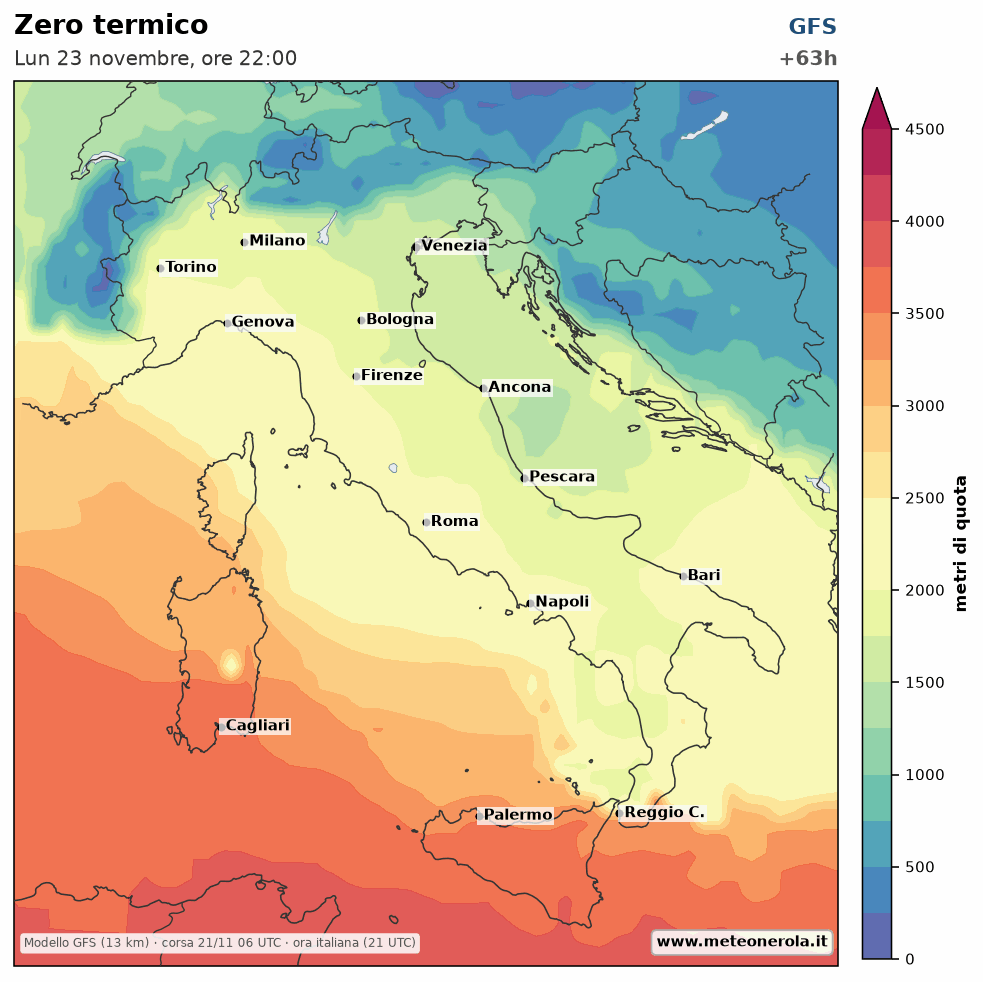 Zero termico
GFS
Lun 23 novembre, ore 22:00
+63h
4500
4000
3500
3000
2500
2000
1500
1000
500
0
metri di quota
Milano
Venezia
Torino
Genova
Bologna
Firenze
Ancona
Pescara
Roma
Bari
Napoli
Cagliari
Palermo
Reggio C.
Modello GFS (13 km) · corsa 21/11 06 UTC · ora italiana (21 UTC)
www.meteonerola.it